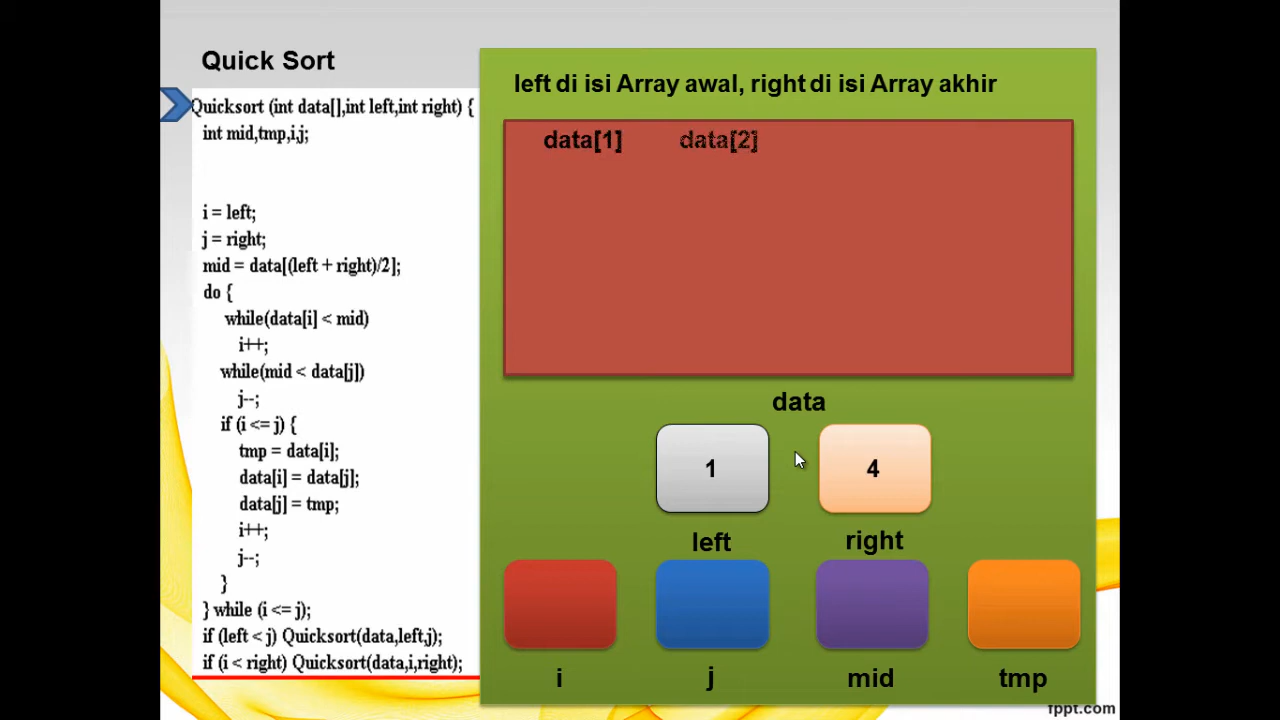 Quick Sort
Quicksort (int data[],int left,int right) {
int mid,tmp,i,j;
i = left;
j = right;
mid = data[(left + right)/2];
do {
while(data[i] < mid)
i++;
while(mid < data[j])
j--;
if (i <= j) {
tmp = data[i];
data[i] = data[j];
data[j] = tmp;
i++;
j--;
}
} while (i <= j);
if (left < j) Quicksort(data,left,j);
if (i < right) Quicksort(data,i,right);
left di isi Array awal, right di isi Array akhir
data[1] data[2]
data
1 4
left right
i j mid tmp
fppt.com